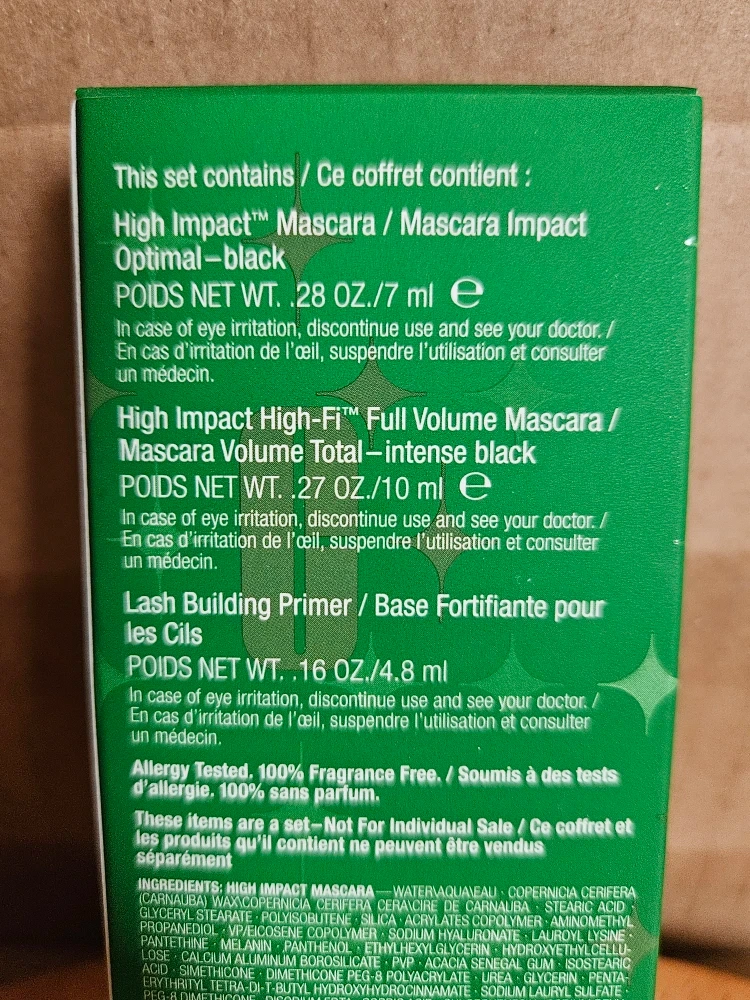 This set contains / Ce coffret contient :
High Impact™ Mascara / Mascara Impact
Optimal–black
POIDS NET WT. .28 OZ./7 ml ℮
In case of eye irritation, discontinue use and see your doctor. /
En cas d'irritation de l'œil, suspendre l'utilisation et consulter
un médecin.
High Impact High-Fi™ Full Volume Mascara /
Mascara Volume Total–intense black
POIDS NET WT. .27 OZ./10 ml ℮
In case of eye irritation, discontinue use and see your doctor. /
En cas d'irritation de l'œil, suspendre l'utilisation et consulter
un médecin.
Lash Building Primer / Base Fortifiante pour
les Cils
POIDS NET WT. .16 OZ./4.8 ml
In case of eye irritation, discontinue use and see your doctor. /
En cas d'irritation de l'œil, suspendre l'utilisation et consulter
un médecin.
Allergy Tested. 100% Fragrance Free. / Soumis à des tests
d'allergie. 100% sans parfum.
These items are a set–Not For Individual Sale / Ce coffret et
les produits qu'il contient ne peuvent être vendus
séparément
INGREDIENTS: HIGH IMPACT MASCARA — WATER\AQUA\EAU · COPERNICIA CERIFERA
(CARNAUBA) WAX\COPERNICIA CERIFERA CERA\CIRE DE CARNAUBA · STEARIC ACID ·
GLYCERYL STEARATE · POLYISOBUTENE · SILICA · ACRYLATES COPOLYMER · AMINOMETHYL
PROPANEDIOL · VP/EICOSENE COPOLYMER · SODIUM HYALURONATE · LAUROYL LYSINE ·
PANTETHINE · MELANIN · PANTHENOL · ETHYLHEXYLGLYCERIN · HYDROXYETHYLCELLU-
LOSE · CALCIUM ALUMINUM BOROSILICATE · PVP · ACACIA SENEGAL GUM · ISOSTEARIC
ACID · SIMETHICONE · DIMETHICONE PEG-8 POLYACRYLATE · UREA · GLYCERIN · PENTA-
ERYTHRITYL TETRA-DI-T-BUTYL HYDROXYHYDROCINNAMATE · SODIUM LAURYL SULFATE ·
PEG-8 DIMETHICONE · DISODIUM EDTA